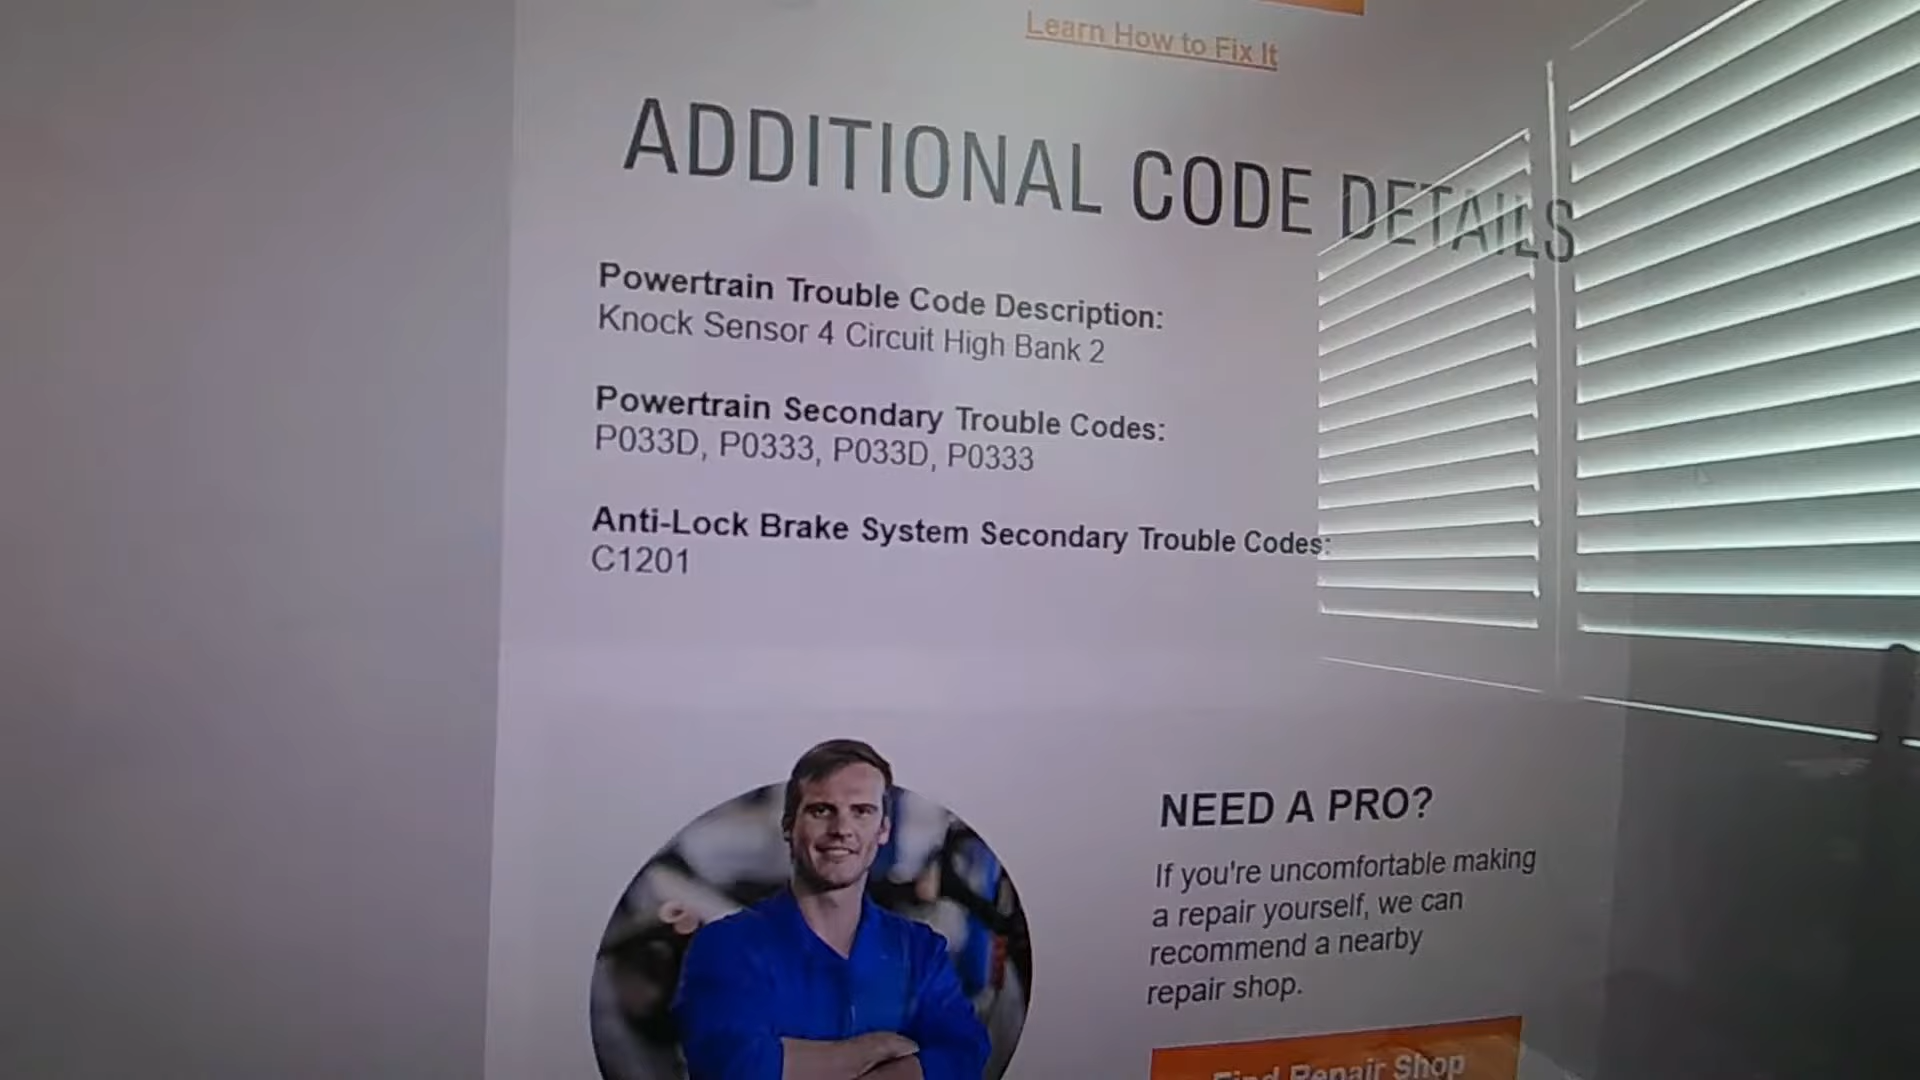 Learn How to Fix It
ADDITIONAL CODE DETAILS
Powertrain Trouble Code Description:
Knock Sensor 4 Circuit High Bank 2
Powertrain Secondary Trouble Codes:
P033D, P0333, P033D, P0333
Anti-Lock Brake System Secondary Trouble Codes:
C1201
NEED A PRO?
If you're uncomfortable making
a repair yourself, we can
recommend a nearby
repair shop.
Find Repair Shop